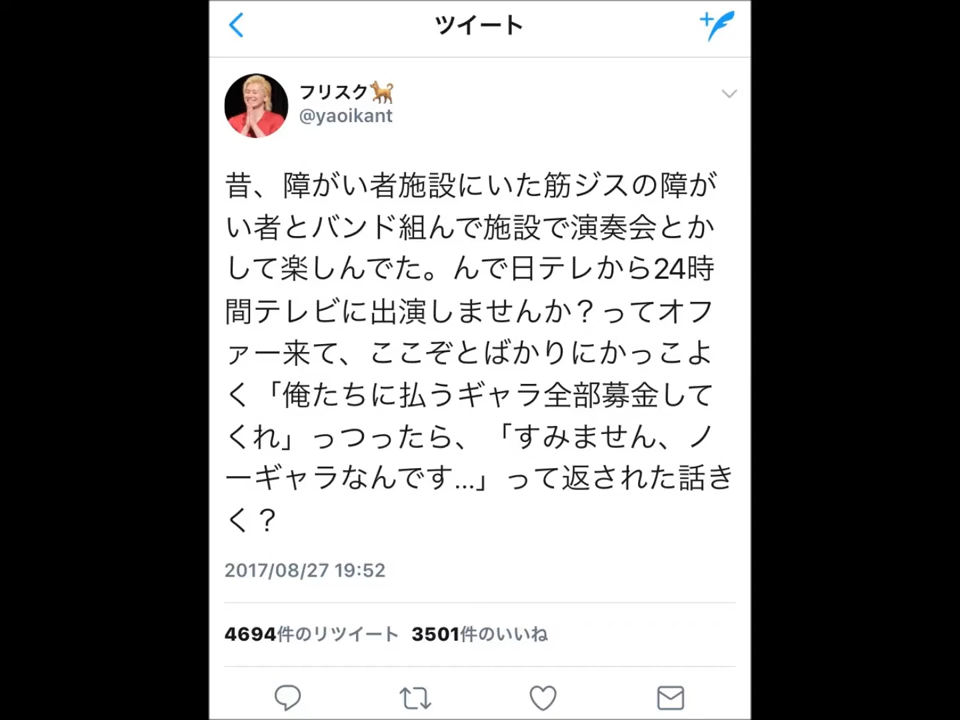 ツイート
フリスク🐕
@yaoikant
昔、障がい者施設にいた筋ジスの障が
い者とバンド組んで施設で演奏会とか
して楽しんでた。んで日テレから24時
間テレビに出演しませんか？ってオフ
ァー来て、ここぞとばかりにかっこよ
く「俺たちに払うギャラ全部募金して
くれ」っつったら、「すみません、ノ
ーギャラなんです...」って返された話き
く？
2017/08/27 19:52
4694件のリツイート 3501件のいいね